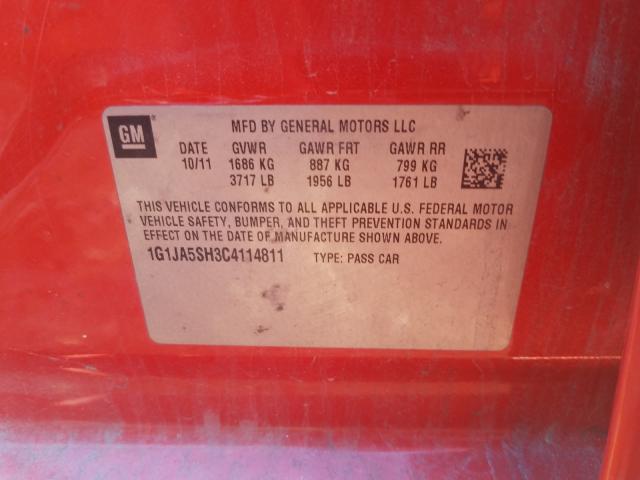 GM
MFD BY GENERAL MOTORS LLC
DATE GVWR GAWR FRT GAWR RR
10/11 1686 KG 887 KG 799 KG
3717 LB 1956 LB 1761 LB
THIS VEHICLE CONFORMS TO ALL APPLICABLE U.S. FEDERAL MOTOR
VEHICLE SAFETY, BUMPER, AND THEFT PREVENTION STANDARDS IN
EFFECT ON THE DATE OF MANUFACTURE SHOWN ABOVE.
1G1JA5SH3C4114811 TYPE: PASS CAR